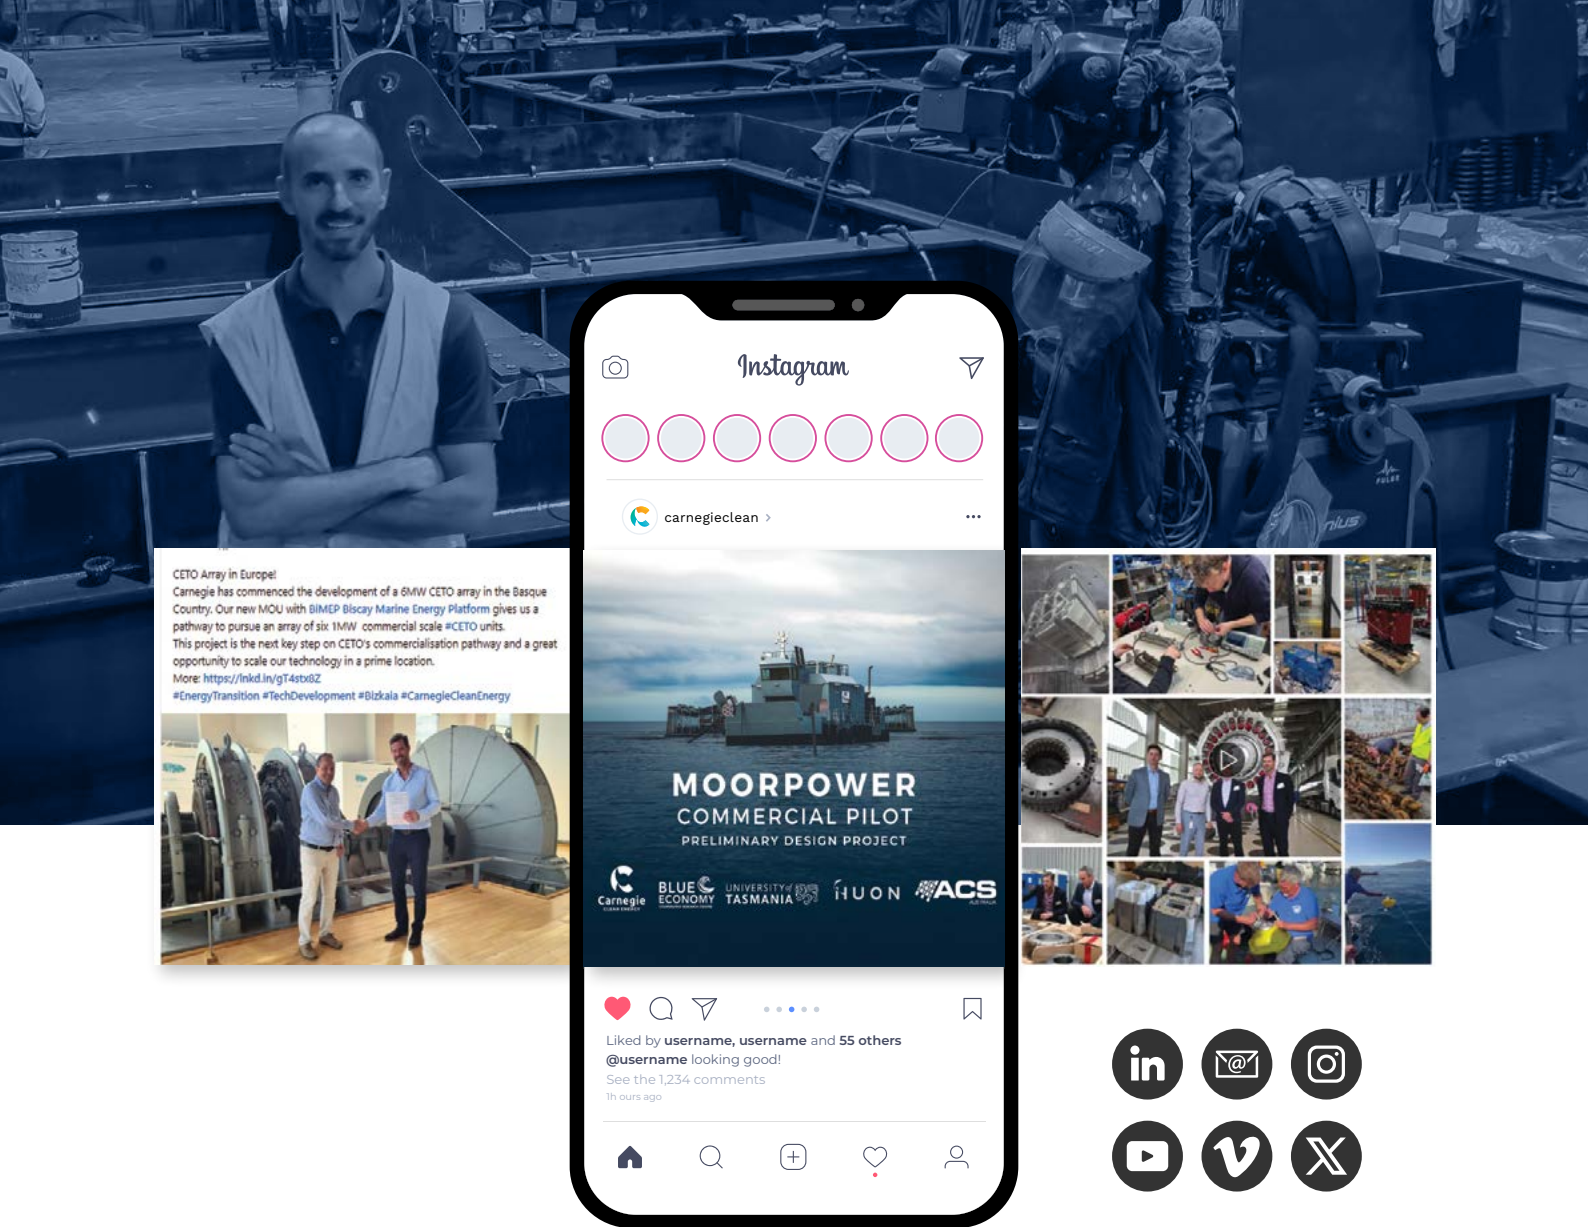 Instagram
carnegieclean
CETO Array in Europe!
Carnegie has commenced the development of a 6MW CETO array in the Basque
Country. Our new MOU with BiMEP Biscay Marine Energy Platform gives us a
pathway to pursue an array of six 1MW commercial scale #CETO units.
This project is the next key step on CETO's commercialisation pathway and a great
opportunity to scale our technology in a prime location.
More: https://lnkd.in/gT4stx8Z
#EnergyTransition #TechDevelopment #Bizkaia #CarnegieCleanEnergy
MOORPOWER
COMMERCIAL PILOT
PRELIMINARY DESIGN PROJECT
Carnegie
CLEAN ENERGY
BLUE
ECONOMY
UNIVERSITY of
TASMANIA
HUON
ACS
AUSTRALIA
Liked by username, username and 55 others
@username looking good!
See the 1,234 comments
1h ours ago
in
@
PULSE